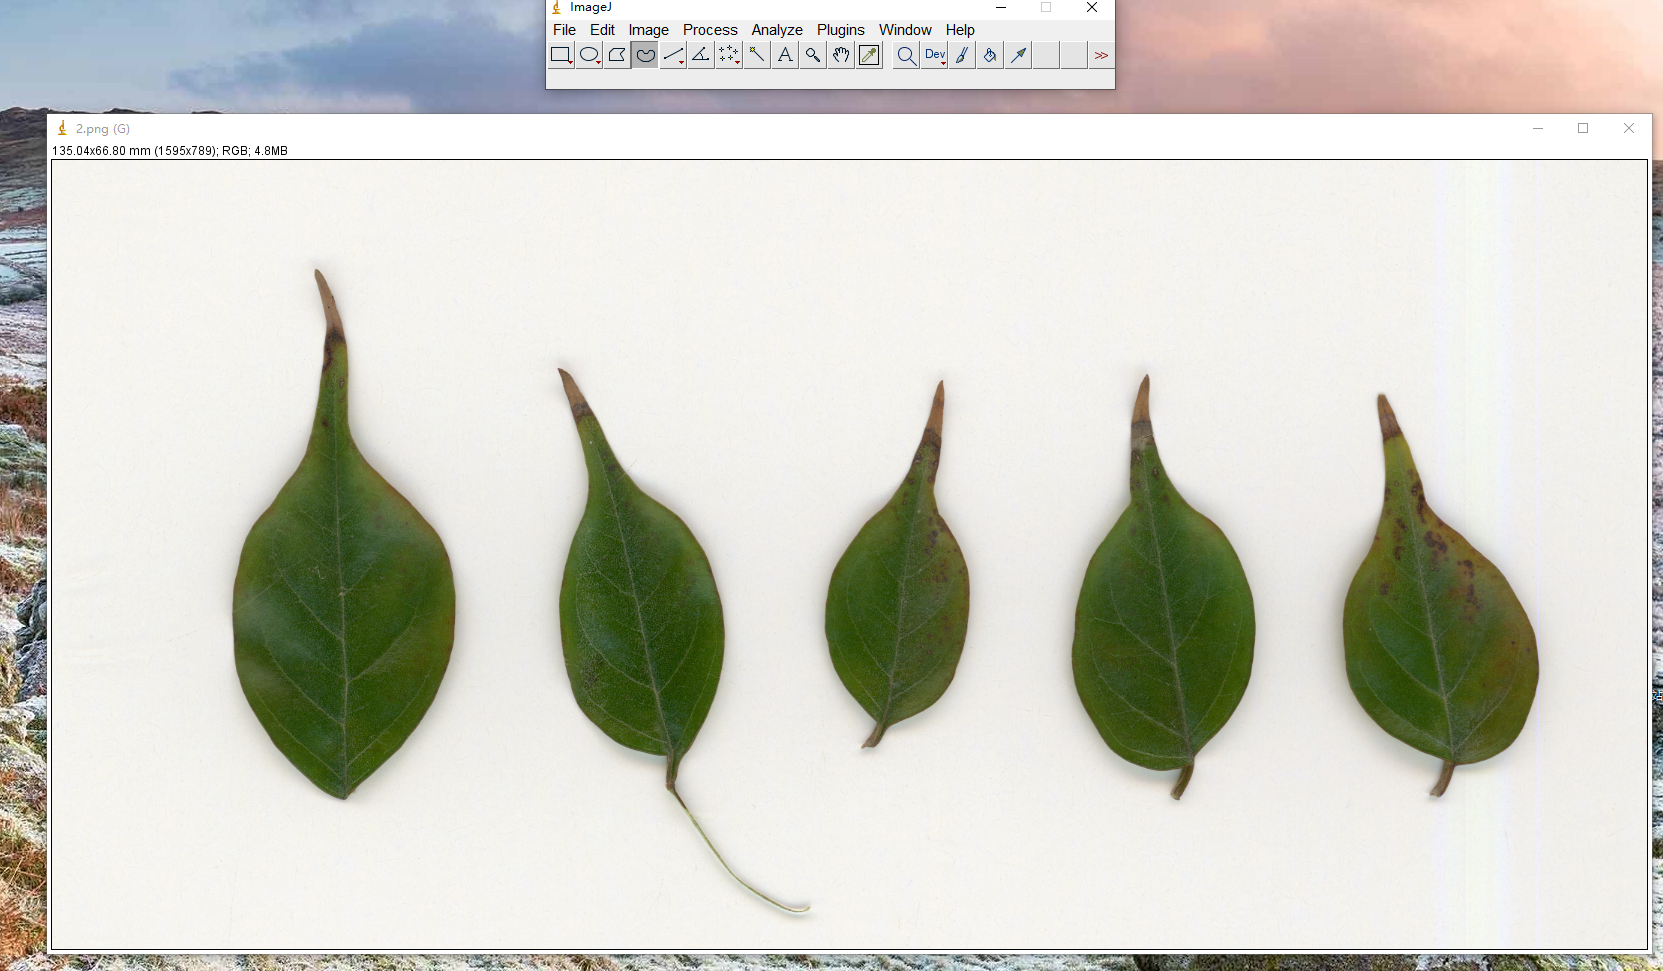 ImageJ
File Edit Image Process Analyze Plugins Window Help
A Dev >>
2.png (G)
135.04x66.80 mm (1595x789); RGB; 4.8MB